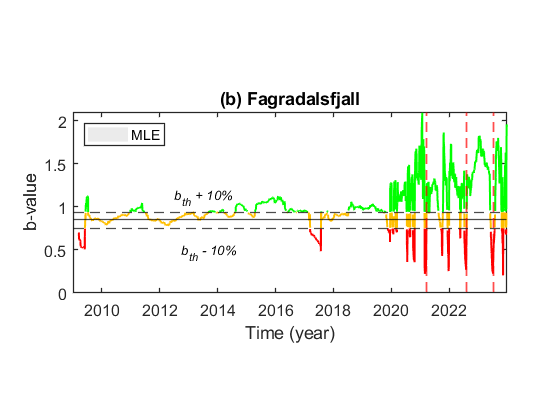 (b) Fagradalsfjall
2
1.5
1
0.5
0
b-value
MLE
b_th + 10%
b_th - 10%
2010 2012 2014 2016 2018 2020 2022
Time (year)